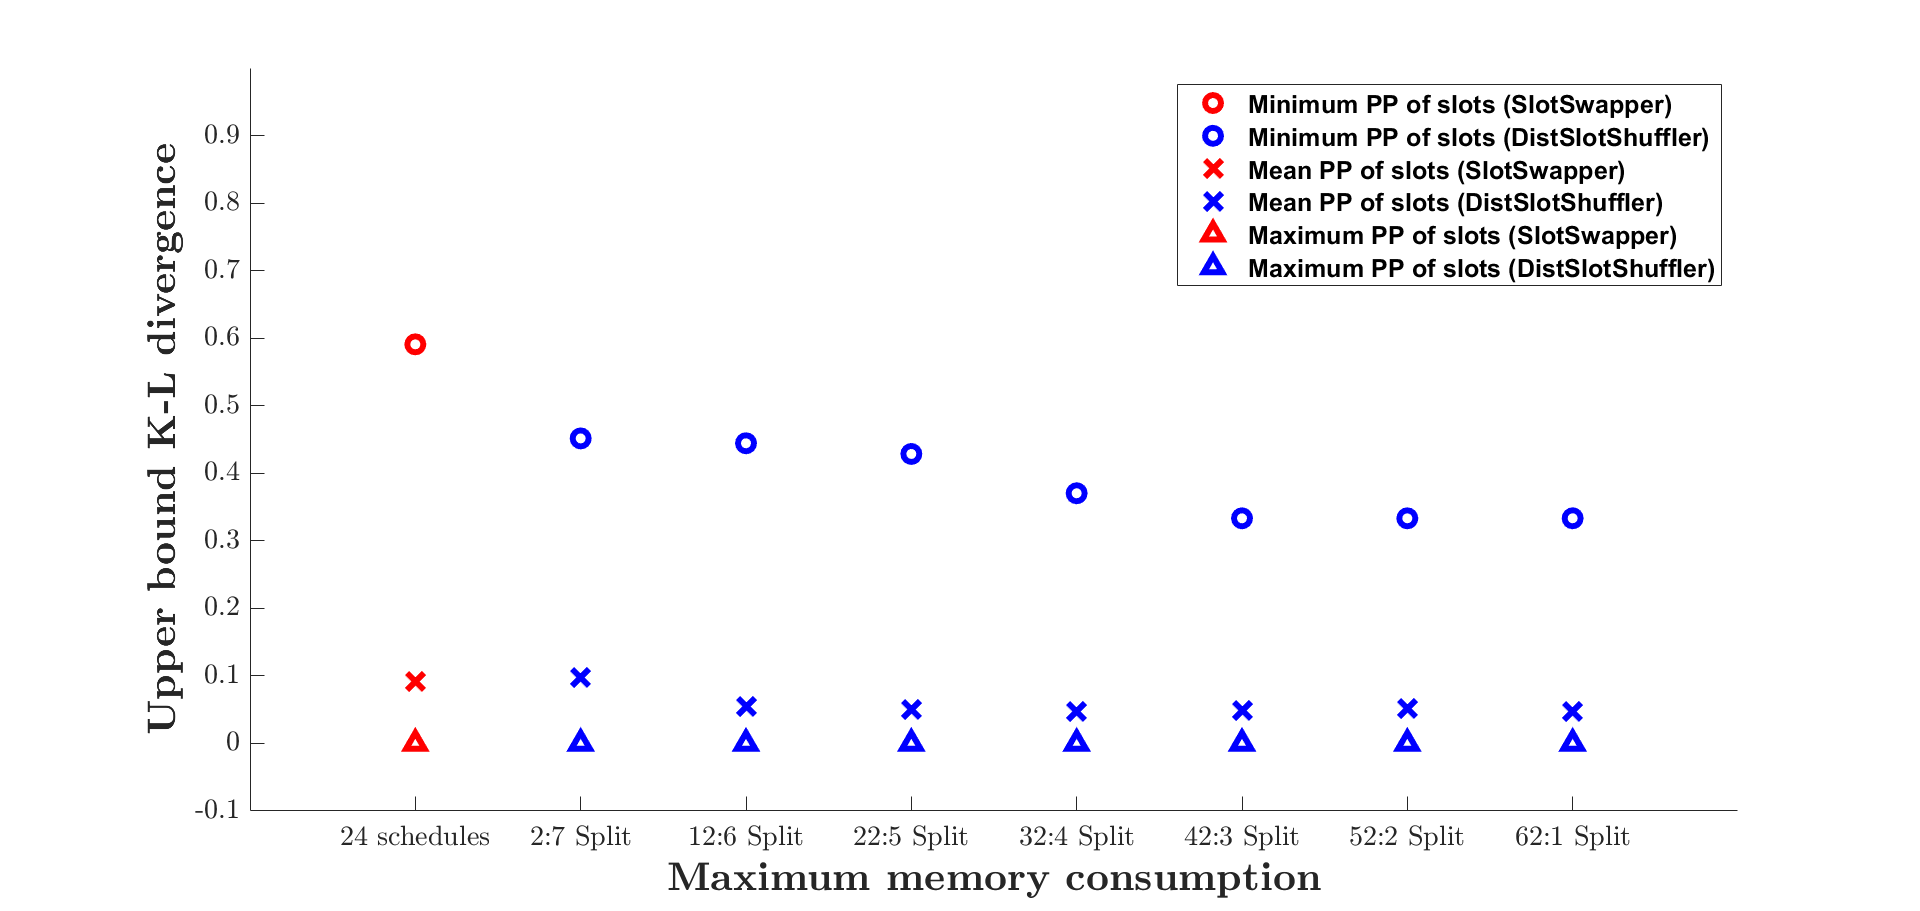 Minimum PP of slots (SlotSwapper)
Minimum PP of slots (DistSlotShuffler)
Mean PP of slots (SlotSwapper)
Mean PP of slots (DistSlotShuffler)
Maximum PP of slots (SlotSwapper)
Maximum PP of slots (DistSlotShuffler)
Upper bound K-L divergence
0.9
0.8
0.7
0.6
0.5
0.4
0.3
0.2
0.1
0
-0.1
24 schedules 2:7 Split 12:6 Split 22:5 Split 32:4 Split 42:3 Split 52:2 Split 62:1 Split
Maximum memory consumption